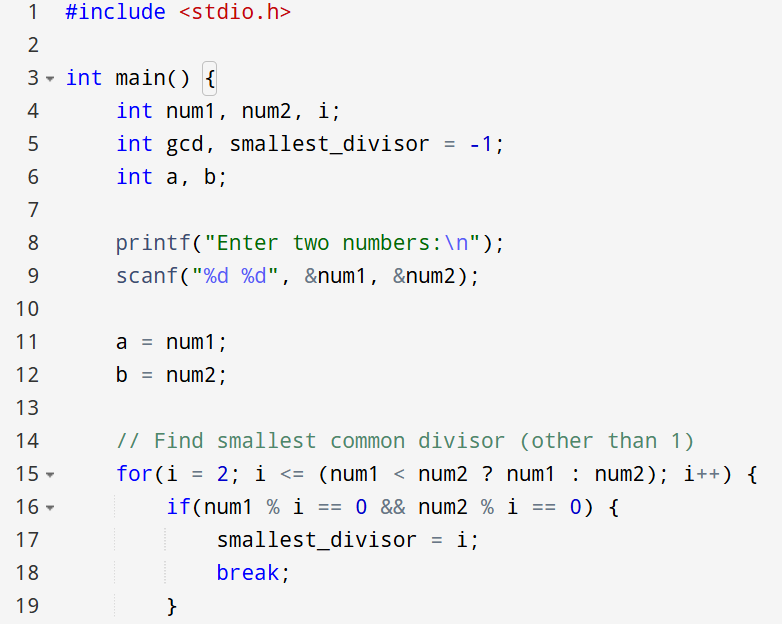 1 #include <stdio.h>
2
3 int main() {
4     int num1, num2, i;
5     int gcd, smallest_divisor = -1;
6     int a, b;
7
8     printf("Enter two numbers:\n");
9     scanf("%d %d", &num1, &num2);
10
11     a = num1;
12     b = num2;
13
14     // Find smallest common divisor (other than 1)
15     for(i = 2; i <= (num1 < num2 ? num1 : num2); i++) {
16         if(num1 % i == 0 && num2 % i == 0) {
17             smallest_divisor = i;
18             break;
19         }